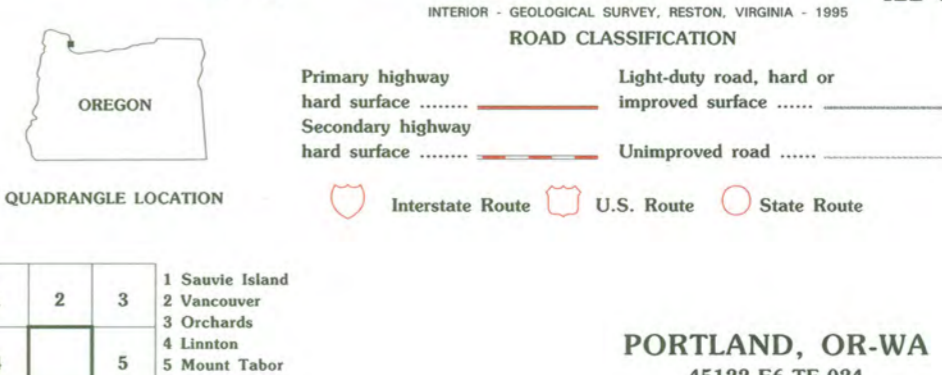 INTERIOR - GEOLOGICAL SURVEY, RESTON, VIRGINIA - 1995
ROAD CLASSIFICATION
Primary highway
hard surface ........
Light-duty road, hard or
improved surface ......
Secondary highway
hard surface ........
Unimproved road ......
Interstate Route
U.S. Route
State Route
OREGON
QUADRANGLE LOCATION
2
3
5
1 Sauvie Island
2 Vancouver
3 Orchards
4 Linnton
5 Mount Tabor
PORTLAND, OR-WA